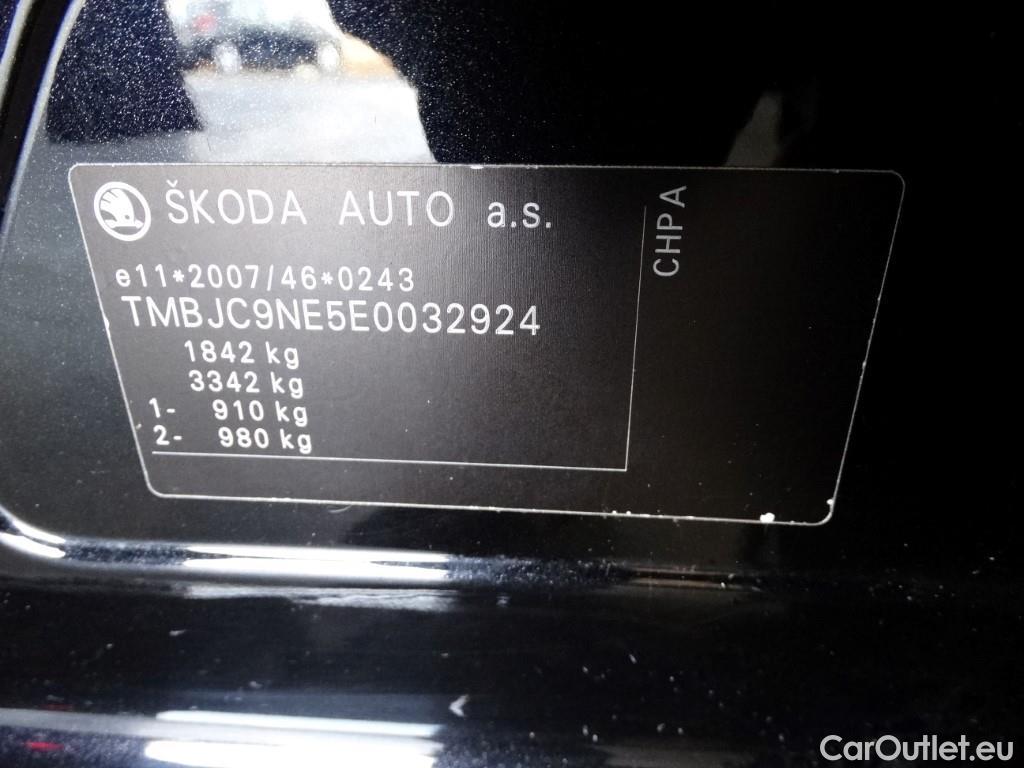 ŠKODA AUTO a.s.
e11*2007/46*0243
TMBJC9NE5E0032924
1842 kg
3342 kg
1- 910 kg
2- 980 kg
CHPA
CarOutlet.eu